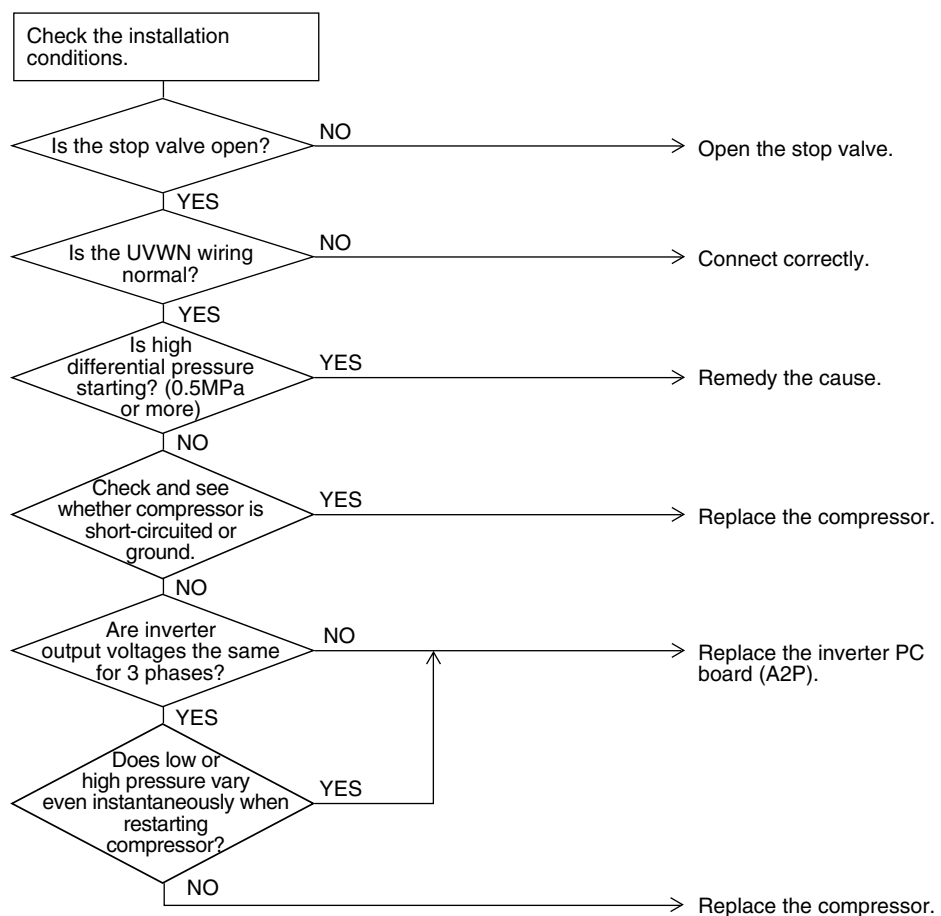 Check the installation
conditions.
Is the stop valve open?
NO
Open the stop valve.
YES
Is the UVWN wiring
normal?
NO
Connect correctly.
YES
Is high
differential pressure
starting? (0.5MPa
or more)
YES
Remedy the cause.
NO
Check and see
whether compressor is
short-circuited or
ground.
YES
Replace the compressor.
NO
Are inverter
output voltages the same
for 3 phases?
NO
Replace the inverter PC
board (A2P).
YES
Does low or
high pressure vary
even instantaneously when
restarting
compressor?
YES
NO
Replace the compressor.